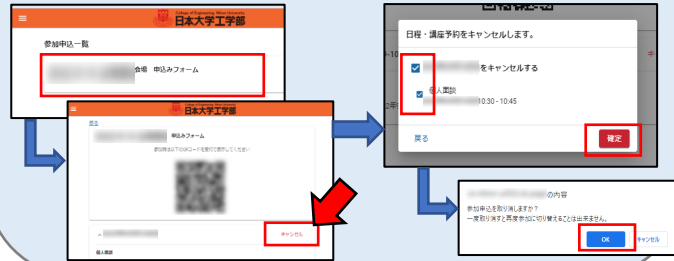 College of Engineering, Nihon University
日本大学工学部
参加申込一覧
会場 申込みフォーム
College of Engineering, Nihon University
日本大学工学部
戻る
申込みフォーム
参加時は以下のQRコードを受付で表示してください
キャンセル
個人面談
日程・講座予約をキャンセルします。
をキャンセルする
個人面談
10:30 - 10:45
戻る
確定
の内容
参加申込を取り消しますか？
一度取り消すと再度参加に切り替えることは出来ません。
OK
キャンセル